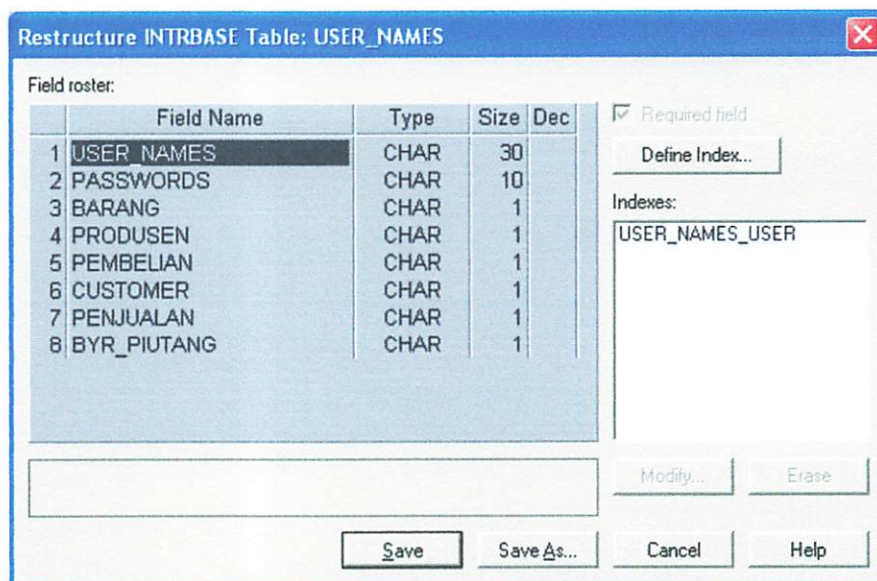 Restructure INTRBASE Table: USER_NAMES
Field roster:
Field Name Type Size Dec
1 USER_NAMES CHAR 30
2 PASSWORDS CHAR 10
3 BARANG CHAR 1
4 PRODUSEN CHAR 1
5 PEMBELIAN CHAR 1
6 CUSTOMER CHAR 1
7 PENJUALAN CHAR 1
8 BYR_PIUTANG CHAR 1
Required field
Define Index...
Indexes:
USER_NAMES_USER
Modify... Erase
Save Save As... Cancel Help